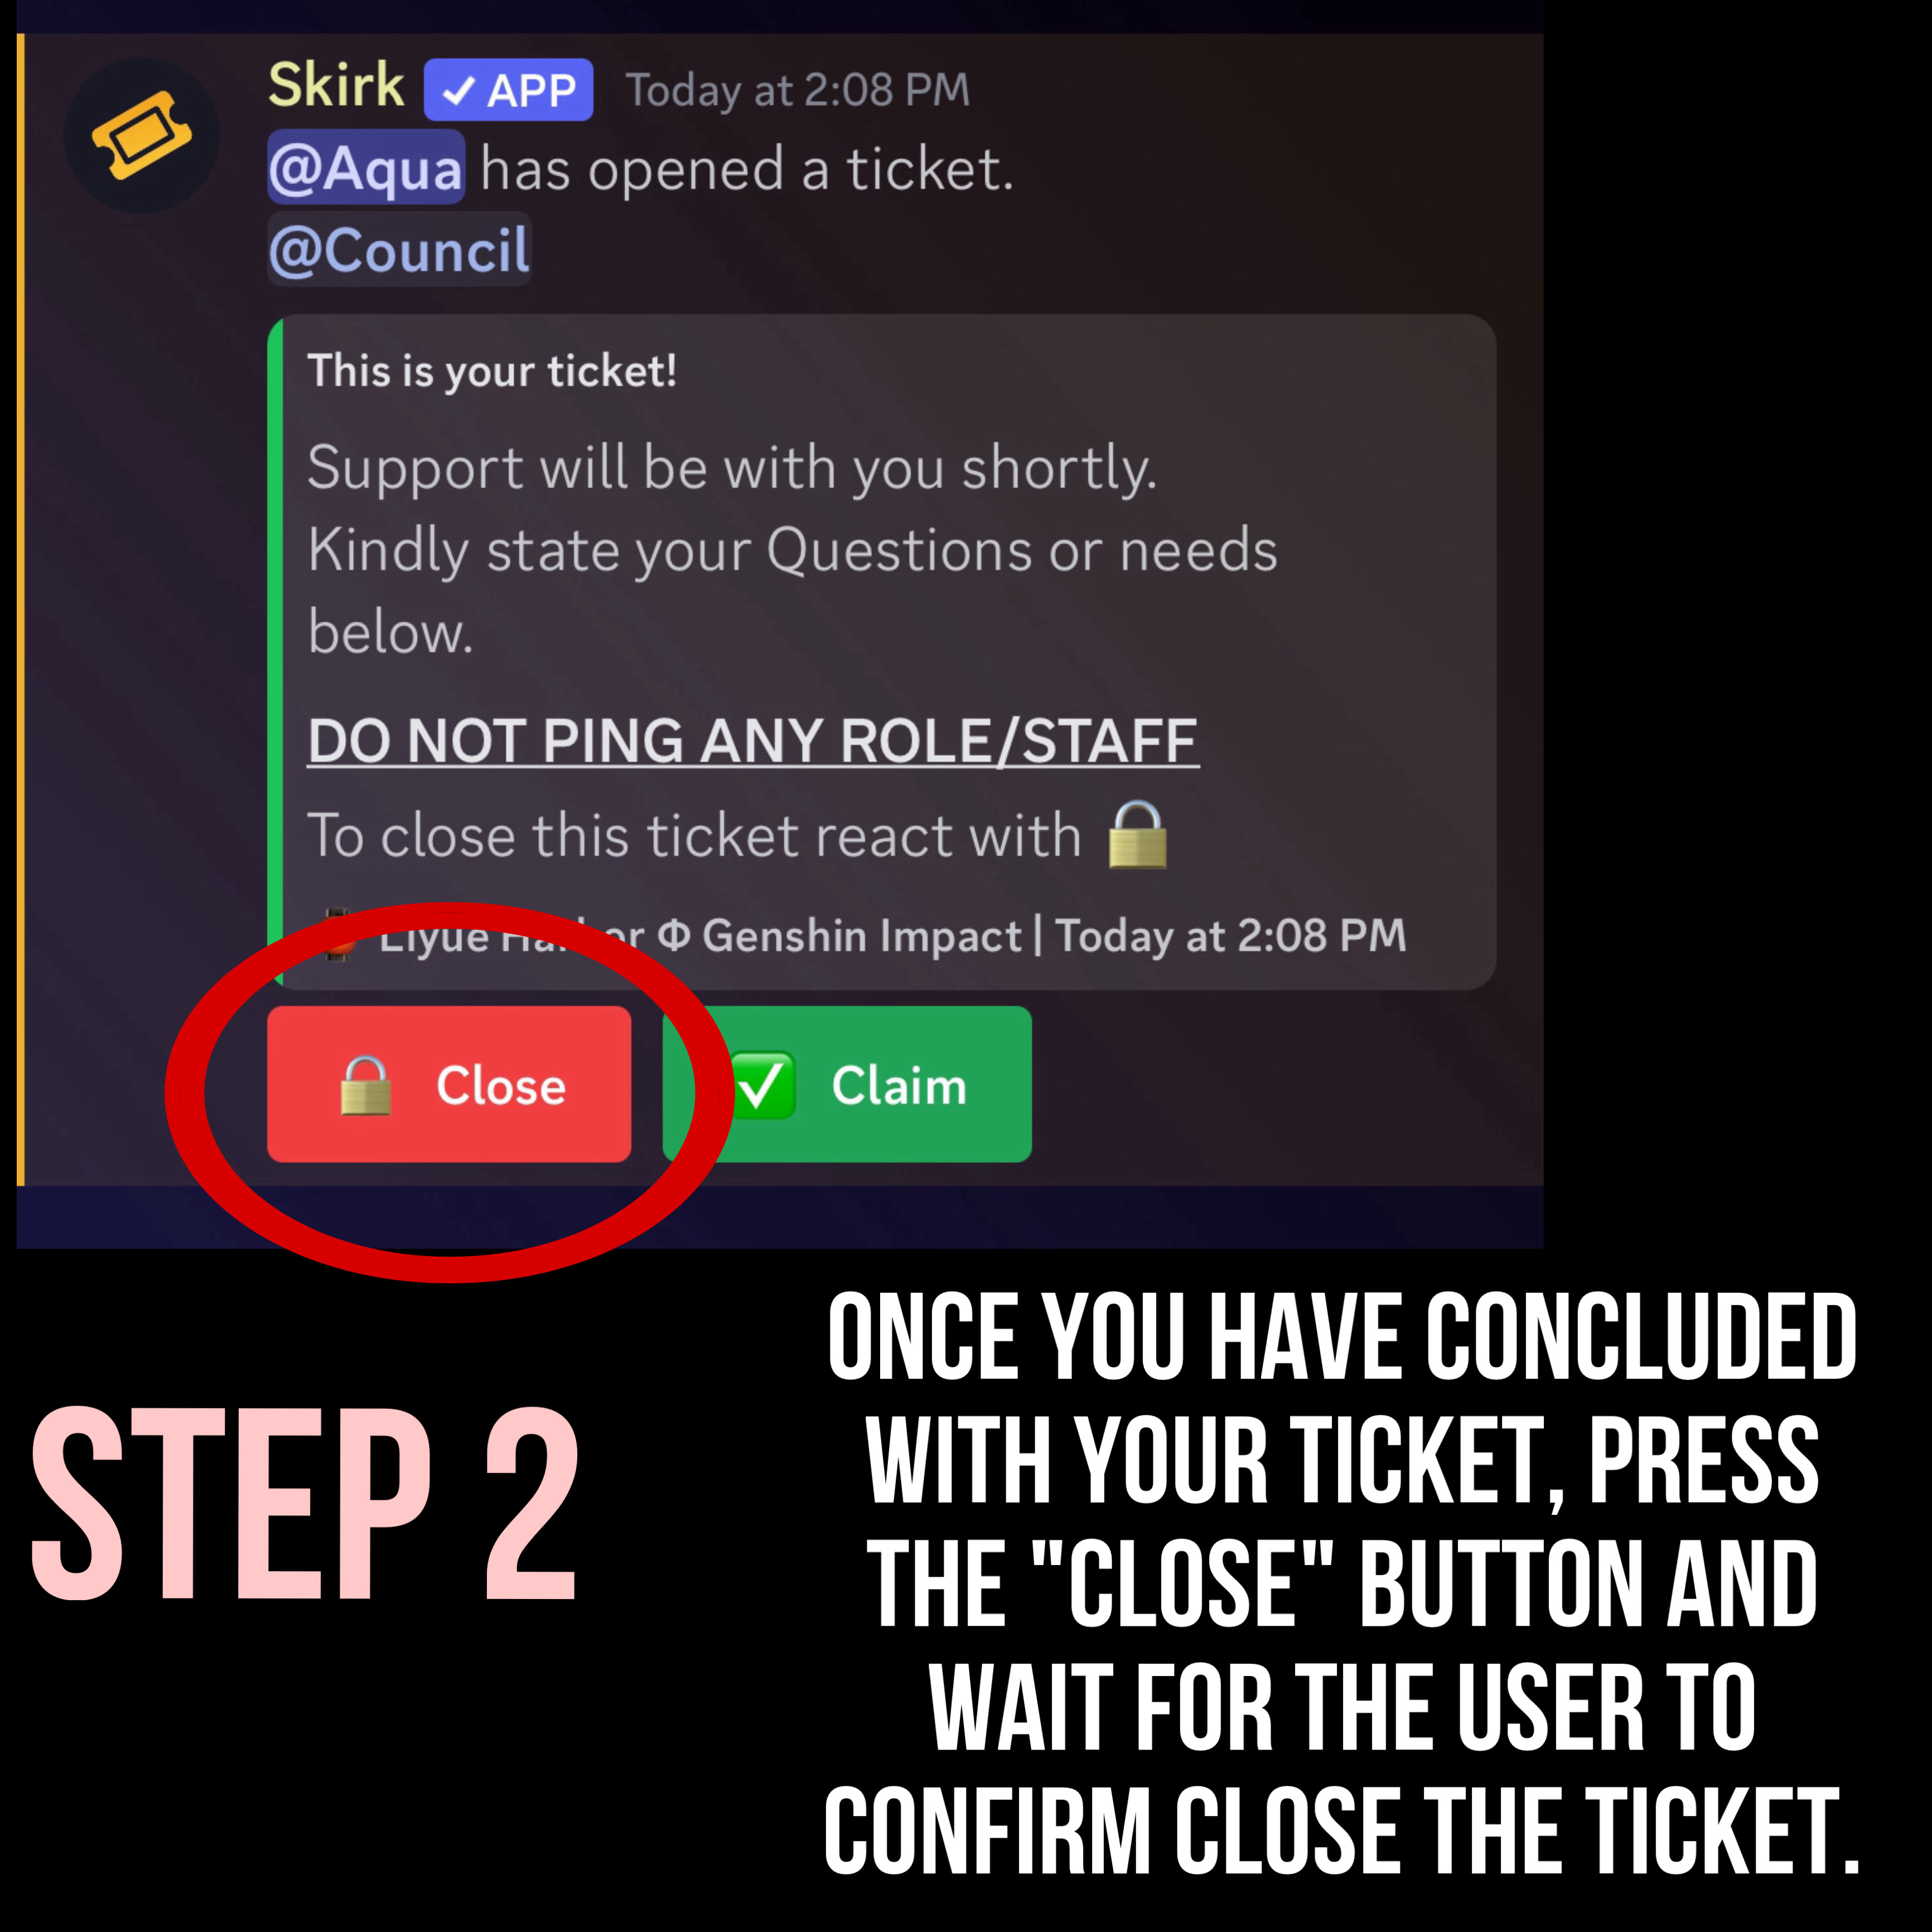 Skirk ✓ APP Today at 2:08 PM
@Aqua has opened a ticket.
@Council
This is your ticket!
Support will be with you shortly.
Kindly state your Questions or needs
below.
DO NOT PING ANY ROLE/STAFF
To close this ticket react with 🔒
Liyue Harbor Φ Genshin Impact | Today at 2:08 PM
🔒 Close ✅ Claim
STEP 2
ONCE YOU HAVE CONCLUDED
WITH YOUR TICKET, PRESS
THE "CLOSE" BUTTON AND
WAIT FOR THE USER TO
CONFIRM CLOSE THE TICKET.